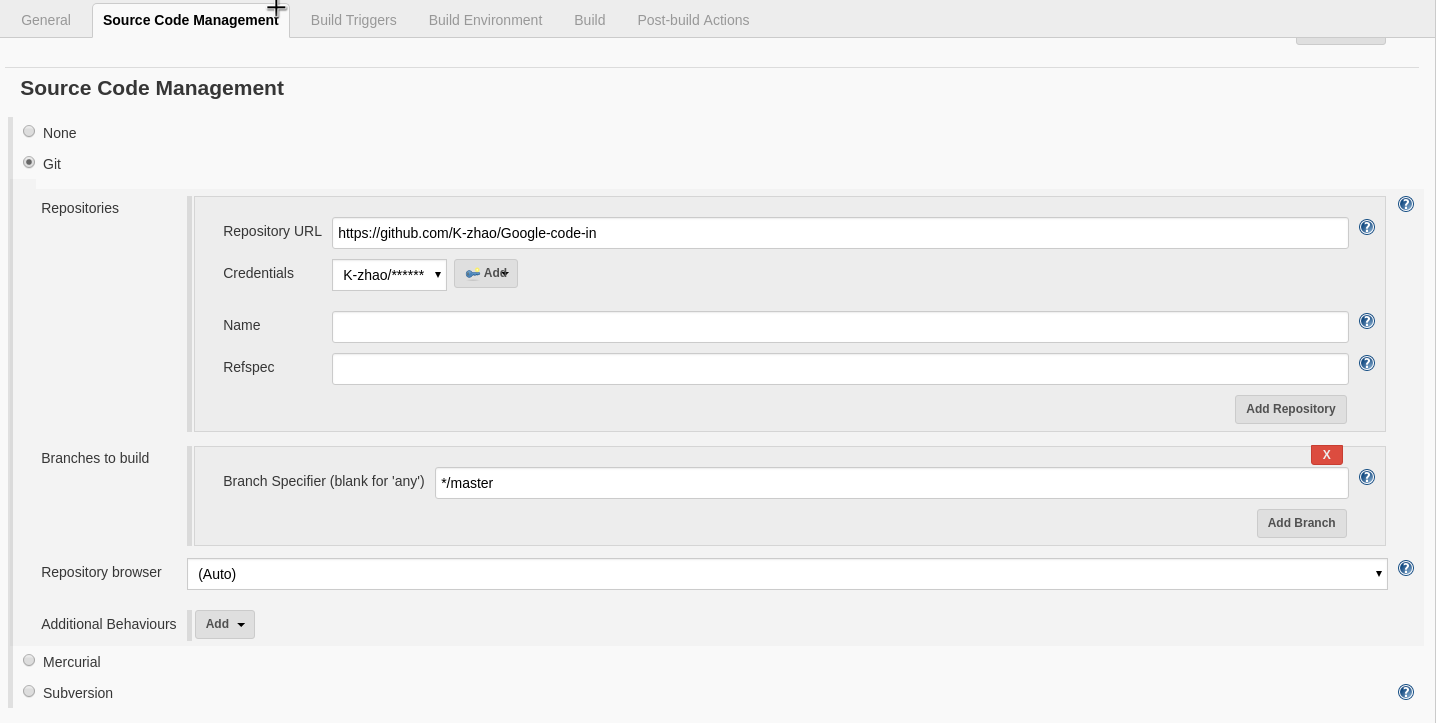 General Source Code Management Build Triggers Build Environment Build Post-build Actions
Source Code Management
None
Git
Repositories
Repository URL https://github.com/K-zhao/Google-code-in
Credentials K-zhao/****** Add
Name
Refspec
Add Repository
Branches to build
X
Branch Specifier (blank for 'any') */master
Add Branch
Repository browser (Auto)
Additional Behaviours Add
Mercurial
Subversion